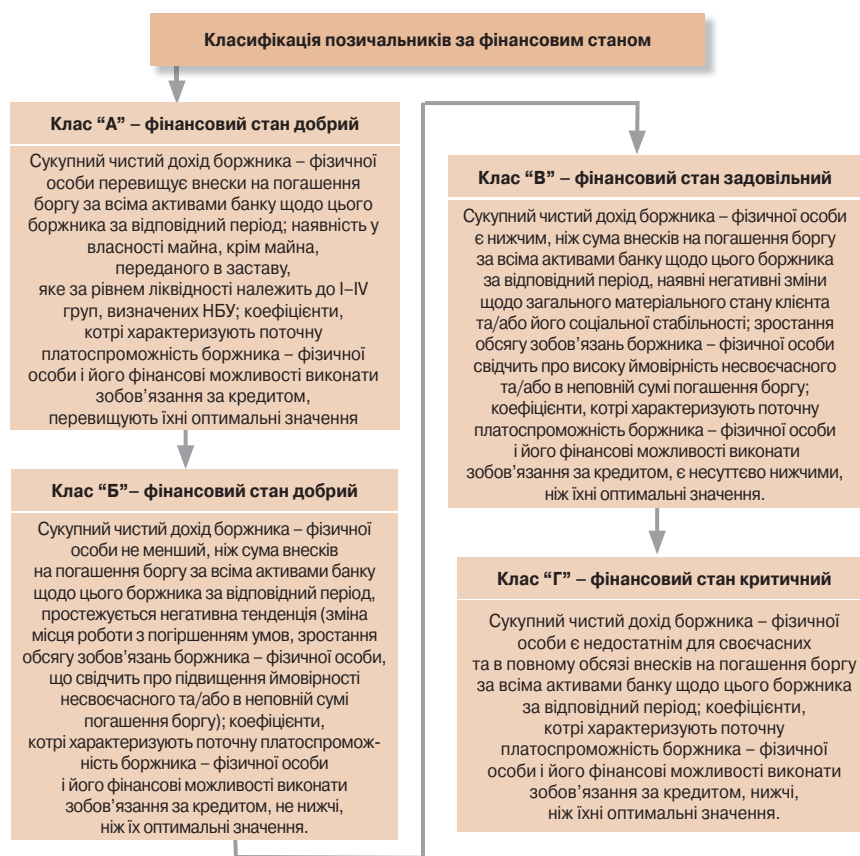 Класифікація позичальників за фінансовим станом
Клас “А” – фінансовий стан добрий
Сукупний чистий дохід боржника – фізичної
особи перевищує внески на погашення
боргу за всіма активами банку щодо цього
боржника за відповідний період; наявність у
власності майна, крім майна,
переданого в заставу,
яке за рівнем ліквідності належить до I–IV
груп, визначених НБУ; коефіцієнти,
котрі характеризують поточну
платоспроможність боржника – фізичної
особи і його фінансові можливості виконати
зобов’язання за кредитом,
перевищують їхні оптимальні значення
Клас “Б”– фінансовий стан добрий
Сукупний чистий дохід боржника – фізичної
особи не менший, ніж сума внесків
на погашення боргу за всіма активами банку
щодо цього боржника за відповідний період,
простежується негативна тенденція (зміна
місця роботи з погіршенням умов, зростання
обсягу зобов’язань боржника – фізичної особи,
що свідчить про підвищення ймовірності
несвоєчасного та/або в неповній сумі
погашення боргу); коефіцієнти,
котрі характеризують поточну платоспромож-
ність боржника – фізичної особи
і його фінансові можливості виконати
зобов’язання за кредитом, не нижчі,
ніж їх оптимальні значення.
Клас “В” – фінансовий стан задовільний
Сукупний чистий дохід боржника – фізичної особи
є нижчим, ніж сума внесків на погашення боргу
за всіма активами банку щодо цього боржника
за відповідний період, наявні негативні зміни
щодо загального матеріального стану клієнта
та/або його соціальної стабільності; зростання
обсягу зобов’язань боржника – фізичної особи
свідчить про високу ймовірність несвоєчасного
та/або в неповній сумі погашення боргу;
коефіцієнти, котрі характеризують поточну
платоспроможність боржника – фізичної особи
і його фінансові можливості виконати
зобов’язання за кредитом, є несуттєво нижчими,
ніж їхні оптимальні значення.
Клас “Г” – фінансовий стан критичний
Сукупний чистий дохід боржника – фізичної
особи є недостатнім для своєчасних
та в повному обсязі внесків на погашення боргу
за всіма активами банку щодо цього боржника
за відповідний період; коефіцієнти,
котрі характеризують поточну
платоспроможність боржника – фізичної
особи і його фінансові можливості виконати
зобов’язання за кредитом, нижчі,
ніж їхні оптимальні значення.